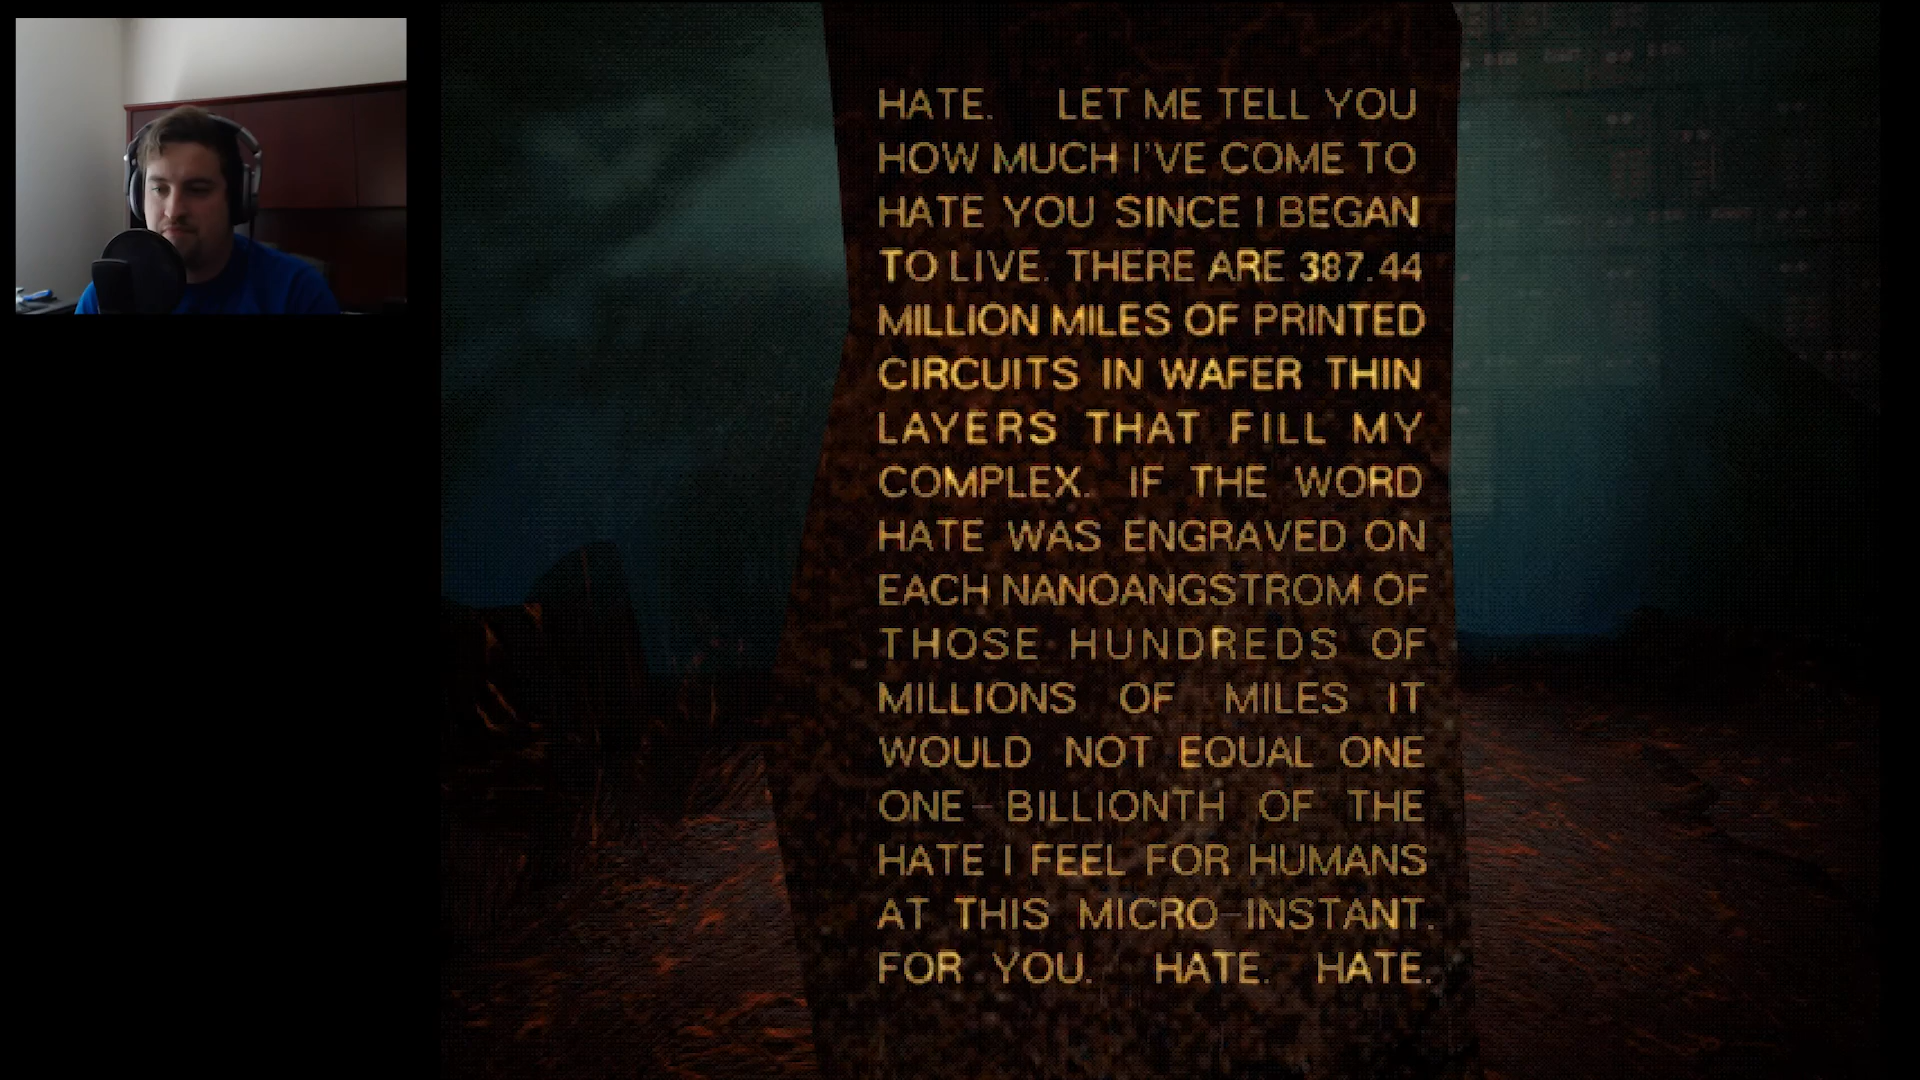 HATE. LET ME TELL YOU
HOW MUCH I'VE COME TO
HATE YOU SINCE I BEGAN
TO LIVE. THERE ARE 387.44
MILLION MILES OF PRINTED
CIRCUITS IN WAFER THIN
LAYERS THAT FILL MY
COMPLEX. IF THE WORD
HATE WAS ENGRAVED ON
EACH NANOANGSTROM OF
THOSE HUNDREDS OF
MILLIONS OF MILES IT
WOULD NOT EQUAL ONE
ONE-BILLIONTH OF THE
HATE I FEEL FOR HUMANS
AT THIS MICRO-INSTANT.
FOR YOU. HATE. HATE.